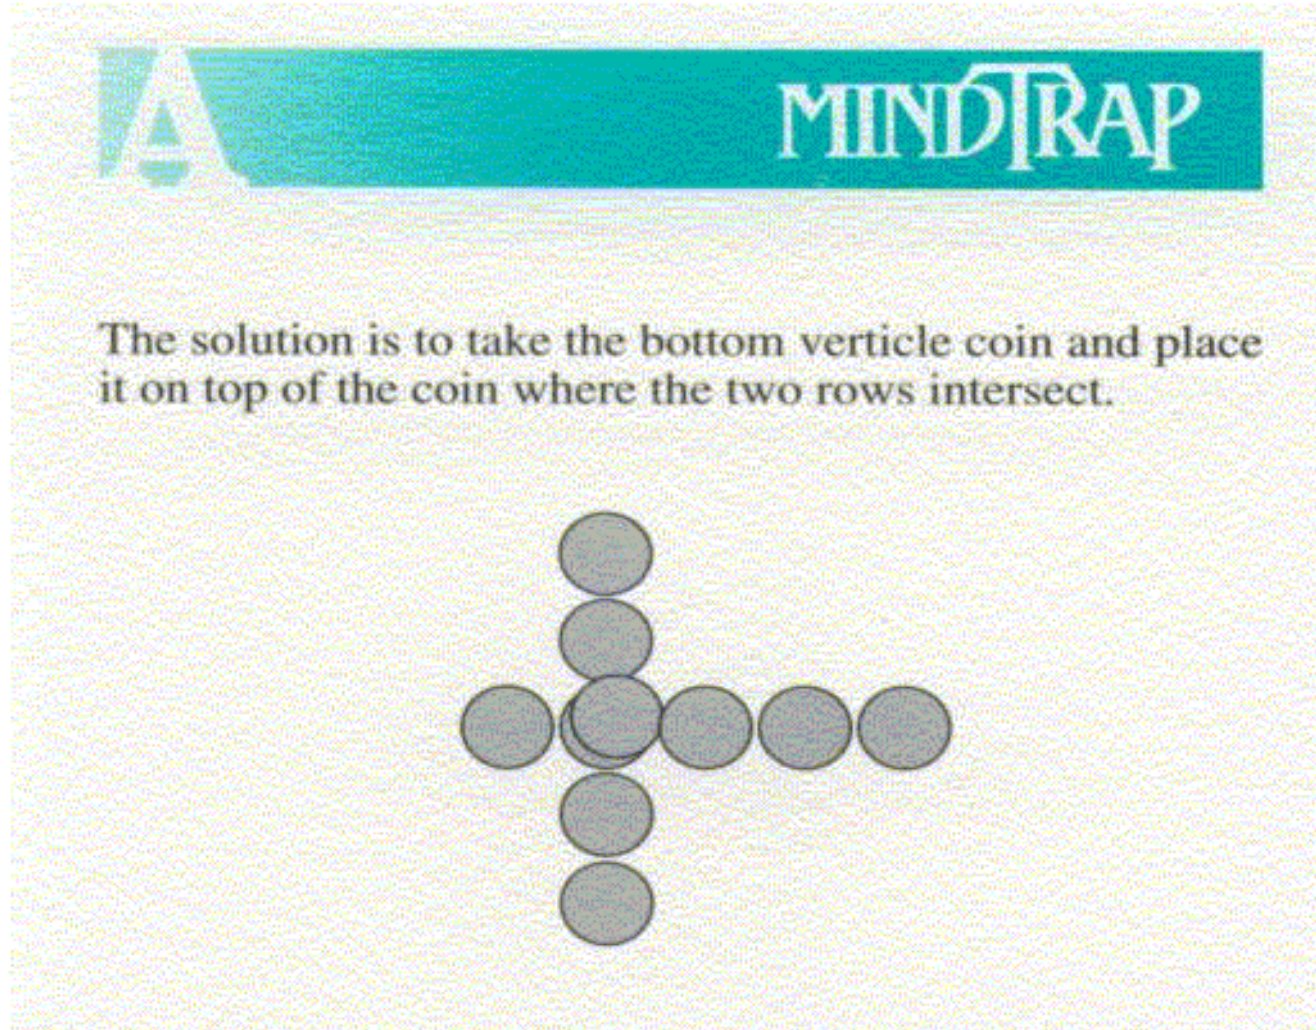 A
MINDTRAP
The solution is to take the bottom verticle coin and place
it on top of the coin where the two rows intersect.